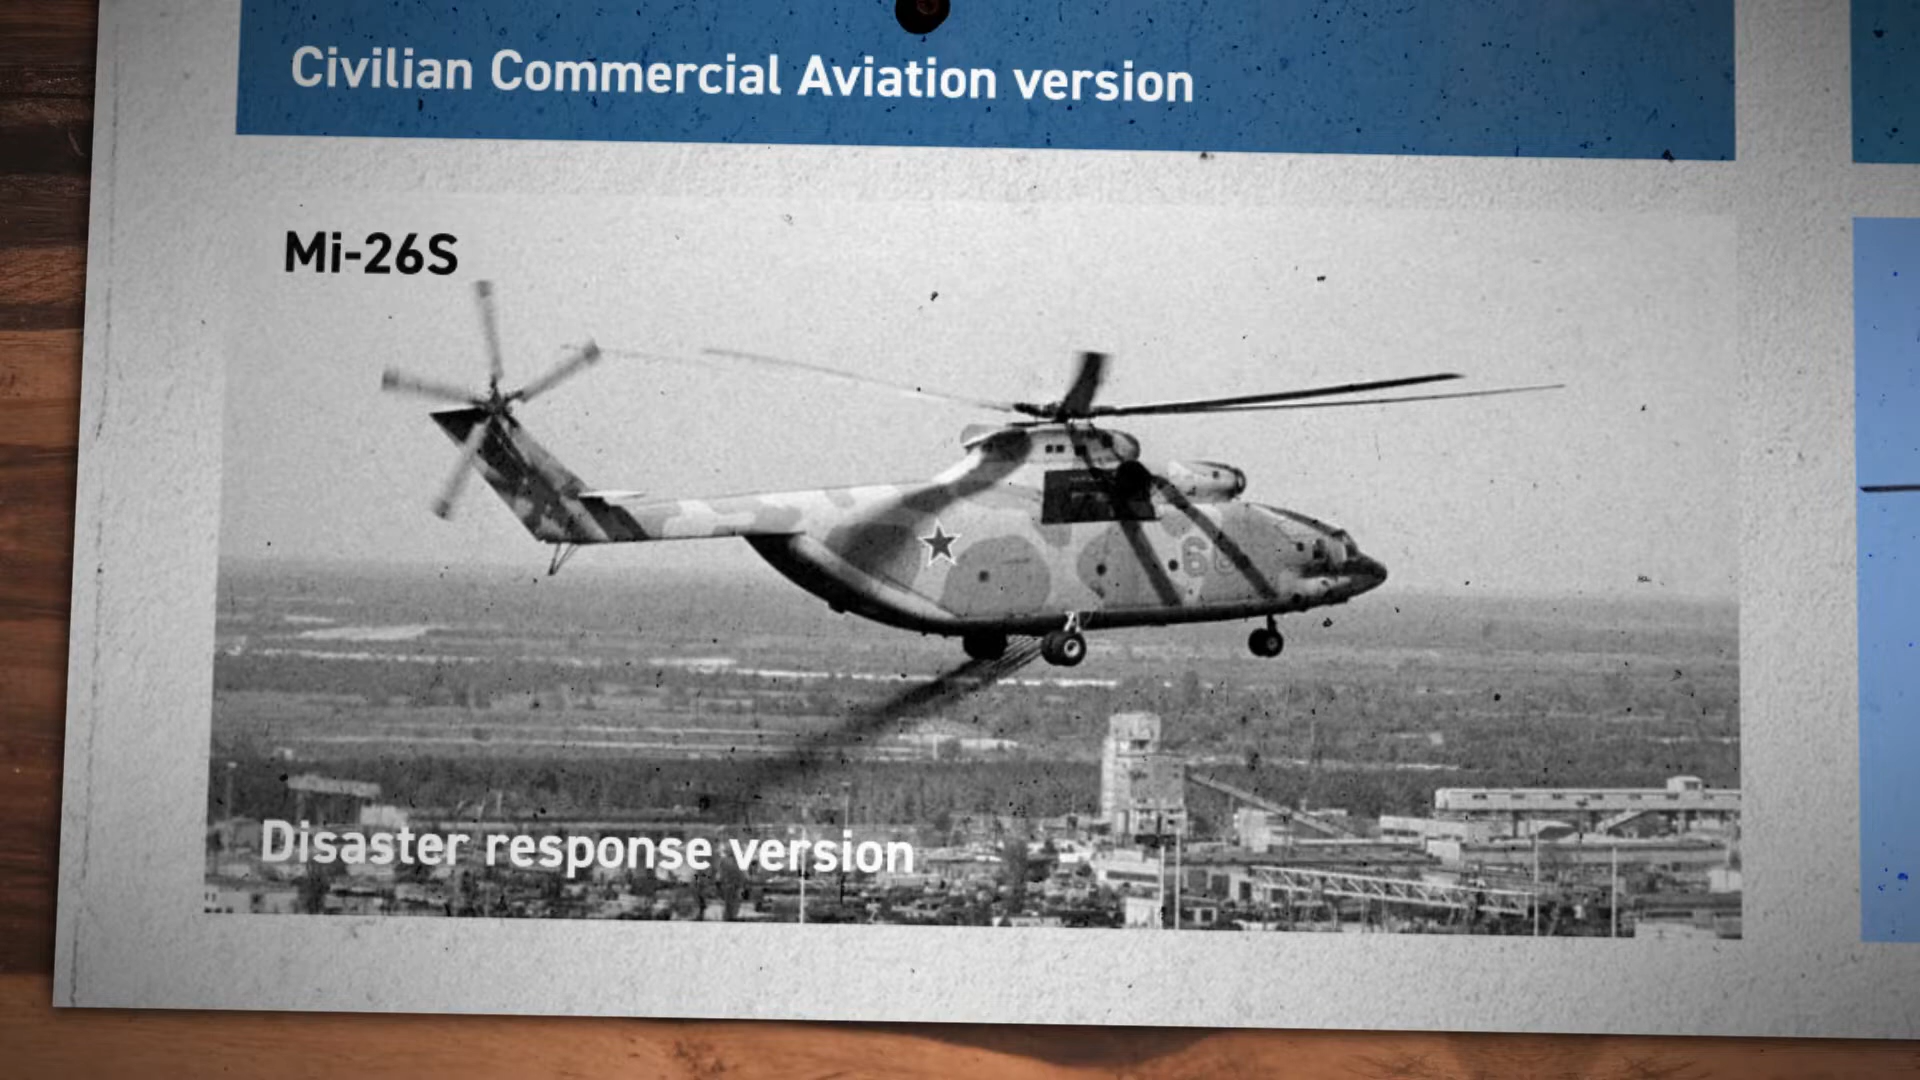 Civilian Commercial Aviation version
Mi-26S
Disaster response version